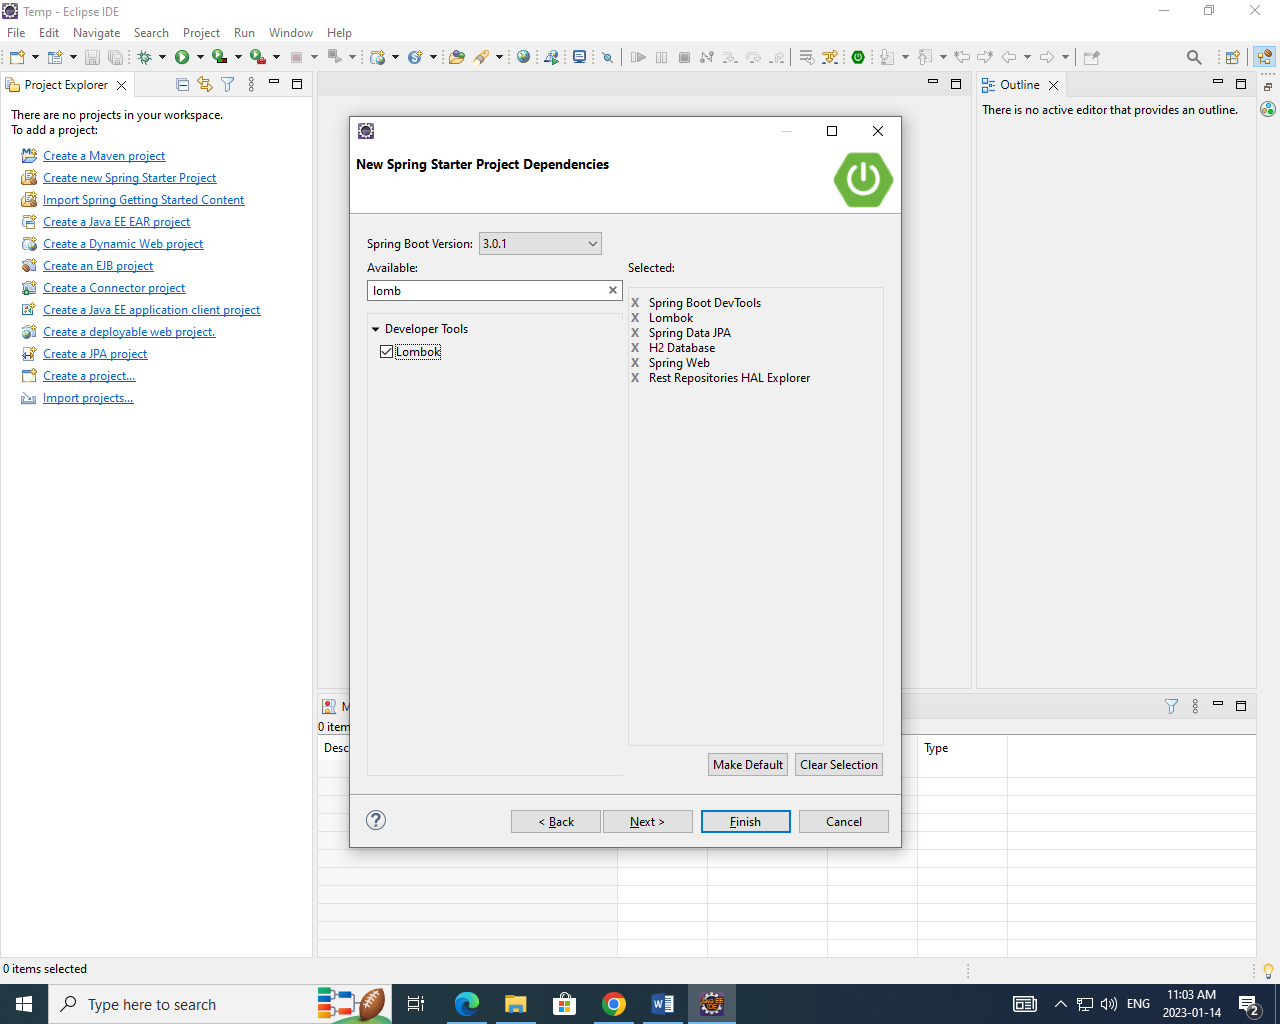 Temp - Eclipse IDE
File Edit Navigate Search Project Run Window Help
Project Explorer
There are no projects in your workspace.
To add a project:
Create a Maven project
Create new Spring Starter Project
Import Spring Getting Started Content
Create a Java EE EAR project
Create a Dynamic Web project
Create an EJB project
Create a Connector project
Create a Java EE application client project
Create a deployable web project.
Create a JPA project
Create a project...
Import projects...
New Spring Starter Project Dependencies
Spring Boot Version: 3.0.1
Available:
lomb
Developer Tools
Lombok
Selected:
X Spring Boot DevTools
X Lombok
X Spring Data JPA
X H2 Database
X Spring Web
X Rest Repositories HAL Explorer
Make Default Clear Selection
? < Back Next > Finish Cancel
Outline
There is no active editor that provides an outline.
M
0 item
Desc Type
0 items selected
Type here to search
Java EE
IDE
ENG
11:03 AM
2023-01-14
2